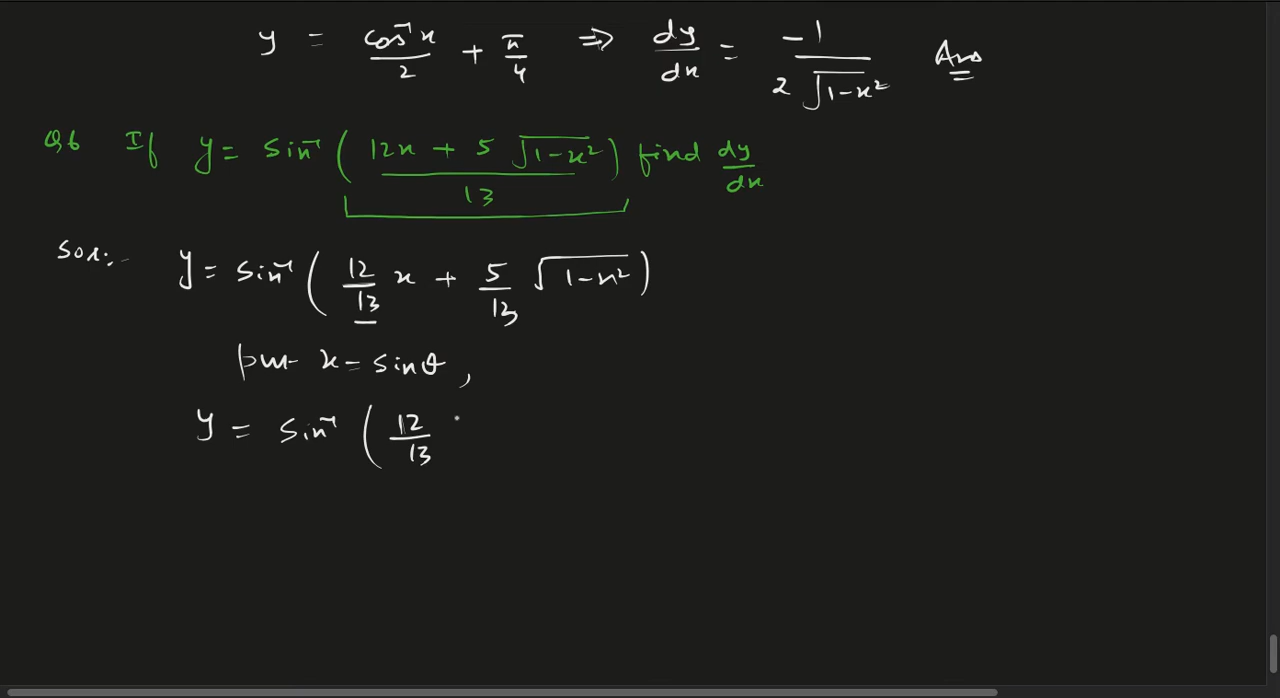 y = cos⁻¹x/2 + π/4 ⇒ dy/dx = -1/(2√(1-x²)) Ans
Q6 If y = sin⁻¹( (12x + 5√(1-x²))/13 ) find dy/dx
Sol:- y = sin⁻¹( 12/13 x + 5/13 √(1-x²) )
put x = sinθ,
y = sin⁻¹( 12/13